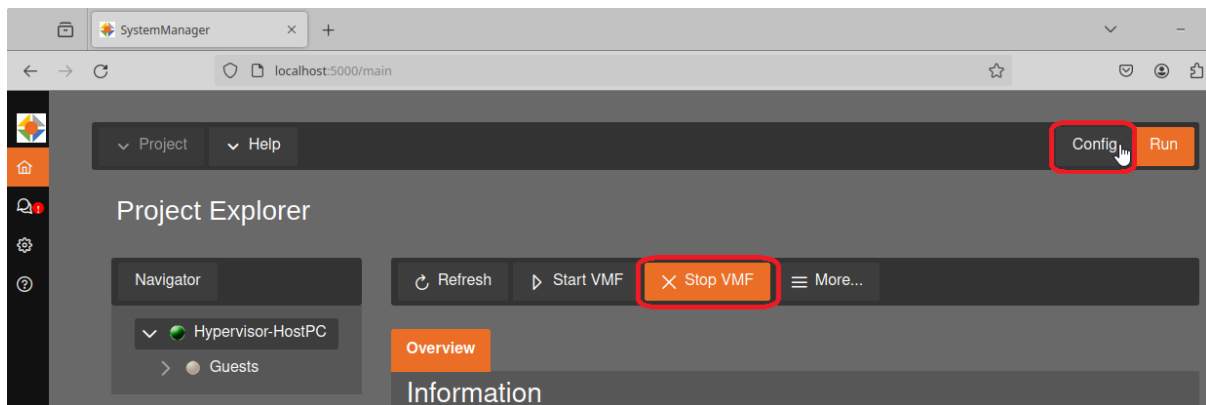 SystemManager
localhost:5000/main
Project Help Config Run
Project Explorer
Navigator Refresh Start VMF Stop VMF More...
Hypervisor-HostPC
Overview
Guests
Information